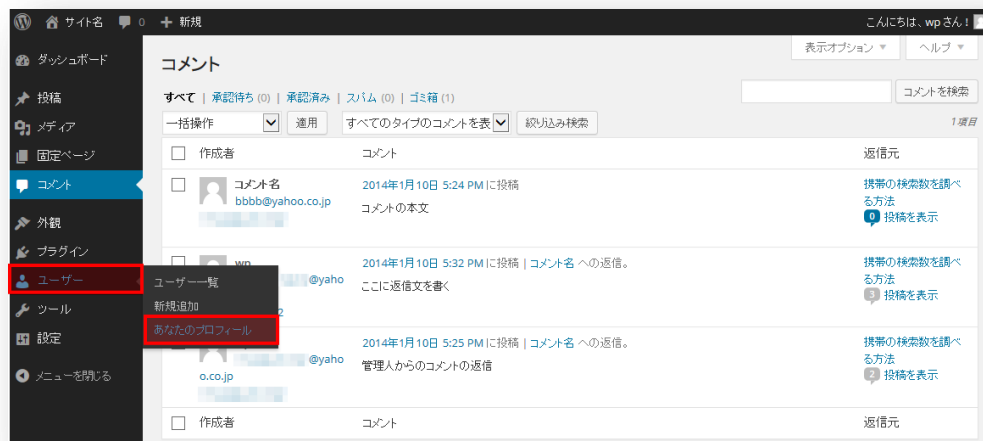 サイト名 0 + 新規 こんにちは、wp さん!
ダッシュボード
投稿
メディア
固定ページ
コメント
外観
プラグイン
ユーザー
ツール
設定
メニューを閉じる
ユーザー一覧
新規追加
あなたのプロフィール
表示オプション ▼ ヘルプ ▼
コメント
すべて | 承認待ち (0) | 承認済み | スパム (0) | ゴミ箱 (1)
コメントを検索
一括操作 適用 すべてのタイプのコメントを表 絞り込み検索
1項目
作成者 コメント 返信元
コメント名
bbbb@yahoo.co.jp
2014年1月10日 5:24 PM に投稿
コメントの本文
携帯の検索数を調べ
る方法
0 投稿を表示
wp
@yaho
2
2014年1月10日 5:32 PM に投稿 | コメント名 への返信。
ここに返信文を書く
携帯の検索数を調べ
る方法
3 投稿を表示
@yaho
o.co.jp
2014年1月10日 5:25 PM に投稿 | コメント名 への返信。
管理人からのコメントの返信
携帯の検索数を調べ
る方法
2 投稿を表示
作成者 コメント 返信元